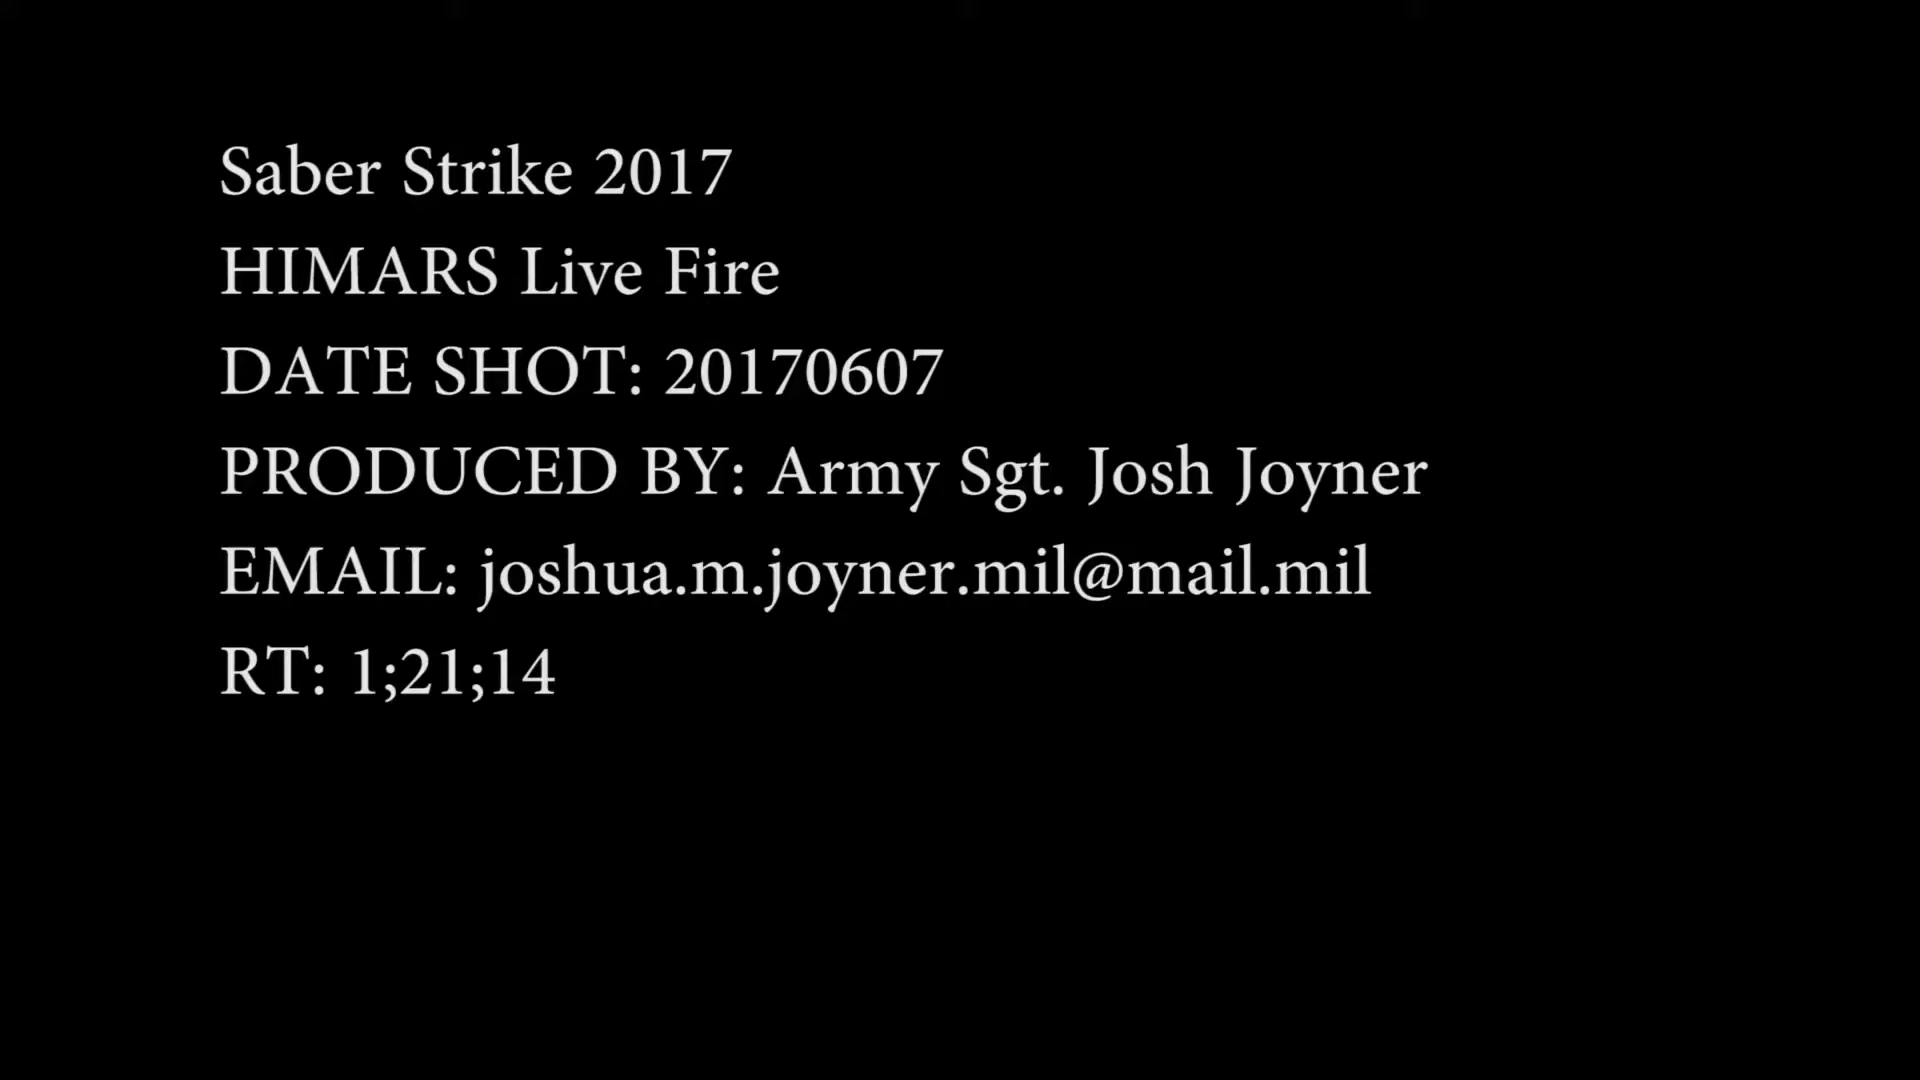 Saber Strike 2017
HIMARS Live Fire
DATE SHOT: 20170607
PRODUCED BY: Army Sgt. Josh Joyner
EMAIL: joshua.m.joyner.mil@mail.mil
RT: 1;21;14